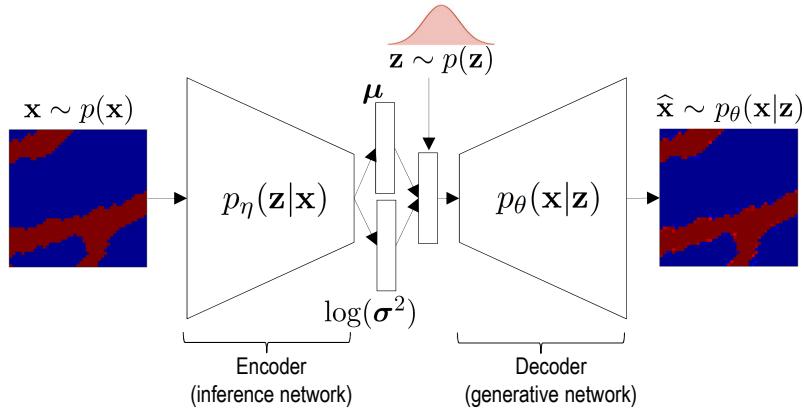 z ∼ p(z)
x ∼ p(x)
μ
x̂ ∼ pθ(x|z)
pη(z|x)
pθ(x|z)
log(σ²)
Encoder
(inference network)
Decoder
(generative network)